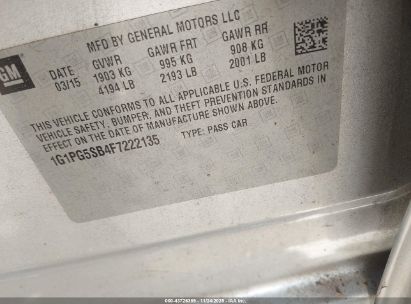 GM
MFD BY GENERAL MOTORS LLC
DATE GVWR GAWR FRT GAWR RR
03/15 1903 KG 995 KG 908 KG
4194 LB 2193 LB 2001 LB
THIS VEHICLE CONFORMS TO ALL APPLICABLE U.S. FEDERAL MOTOR
VEHICLE SAFETY, BUMPER, AND THEFT PREVENTION STANDARDS IN
EFFECT ON THE DATE OF MANUFACTURE SHOWN ABOVE.
1G1PG5SB4F7222135 TYPE: PASS CAR